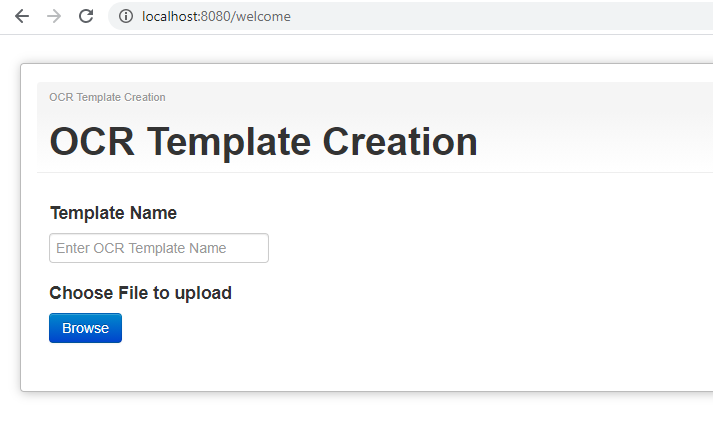 localhost:8080/welcome
OCR Template Creation
OCR Template Creation
Template Name
Enter OCR Template Name
Choose File to upload
Browse